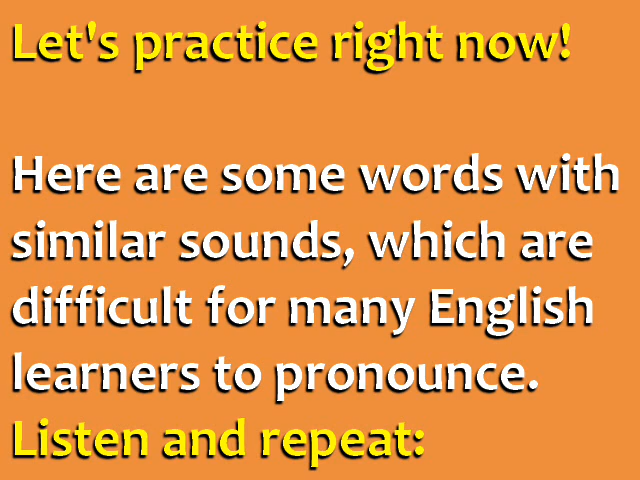 Let's practice right now!
Here are some words with
similar sounds, which are
difficult for many English
learners to pronounce.
Listen and repeat: